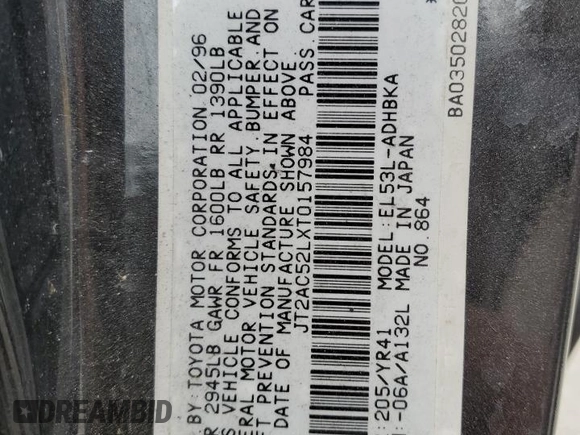 BY: TOYOTA MOTOR CORPORATION 02/96
2945LB GAWR FR 1600LB RR 1390LB
VEHICLE CONFORMS TO ALL APPLICABLE
MOTOR VEHICLE SAFETY, BUMPER, AND
PREVENTION STANDARDS IN EFFECT ON
DATE OF MANUFACTURE SHOWN ABOVE
JT2AC52LXT0157984 PASS. CAR
205/YR41 MODEL: EL53L-ADHBKA
-06A/A132L MADE IN JAPAN
NO. 864
BA03502820
DREAMBID